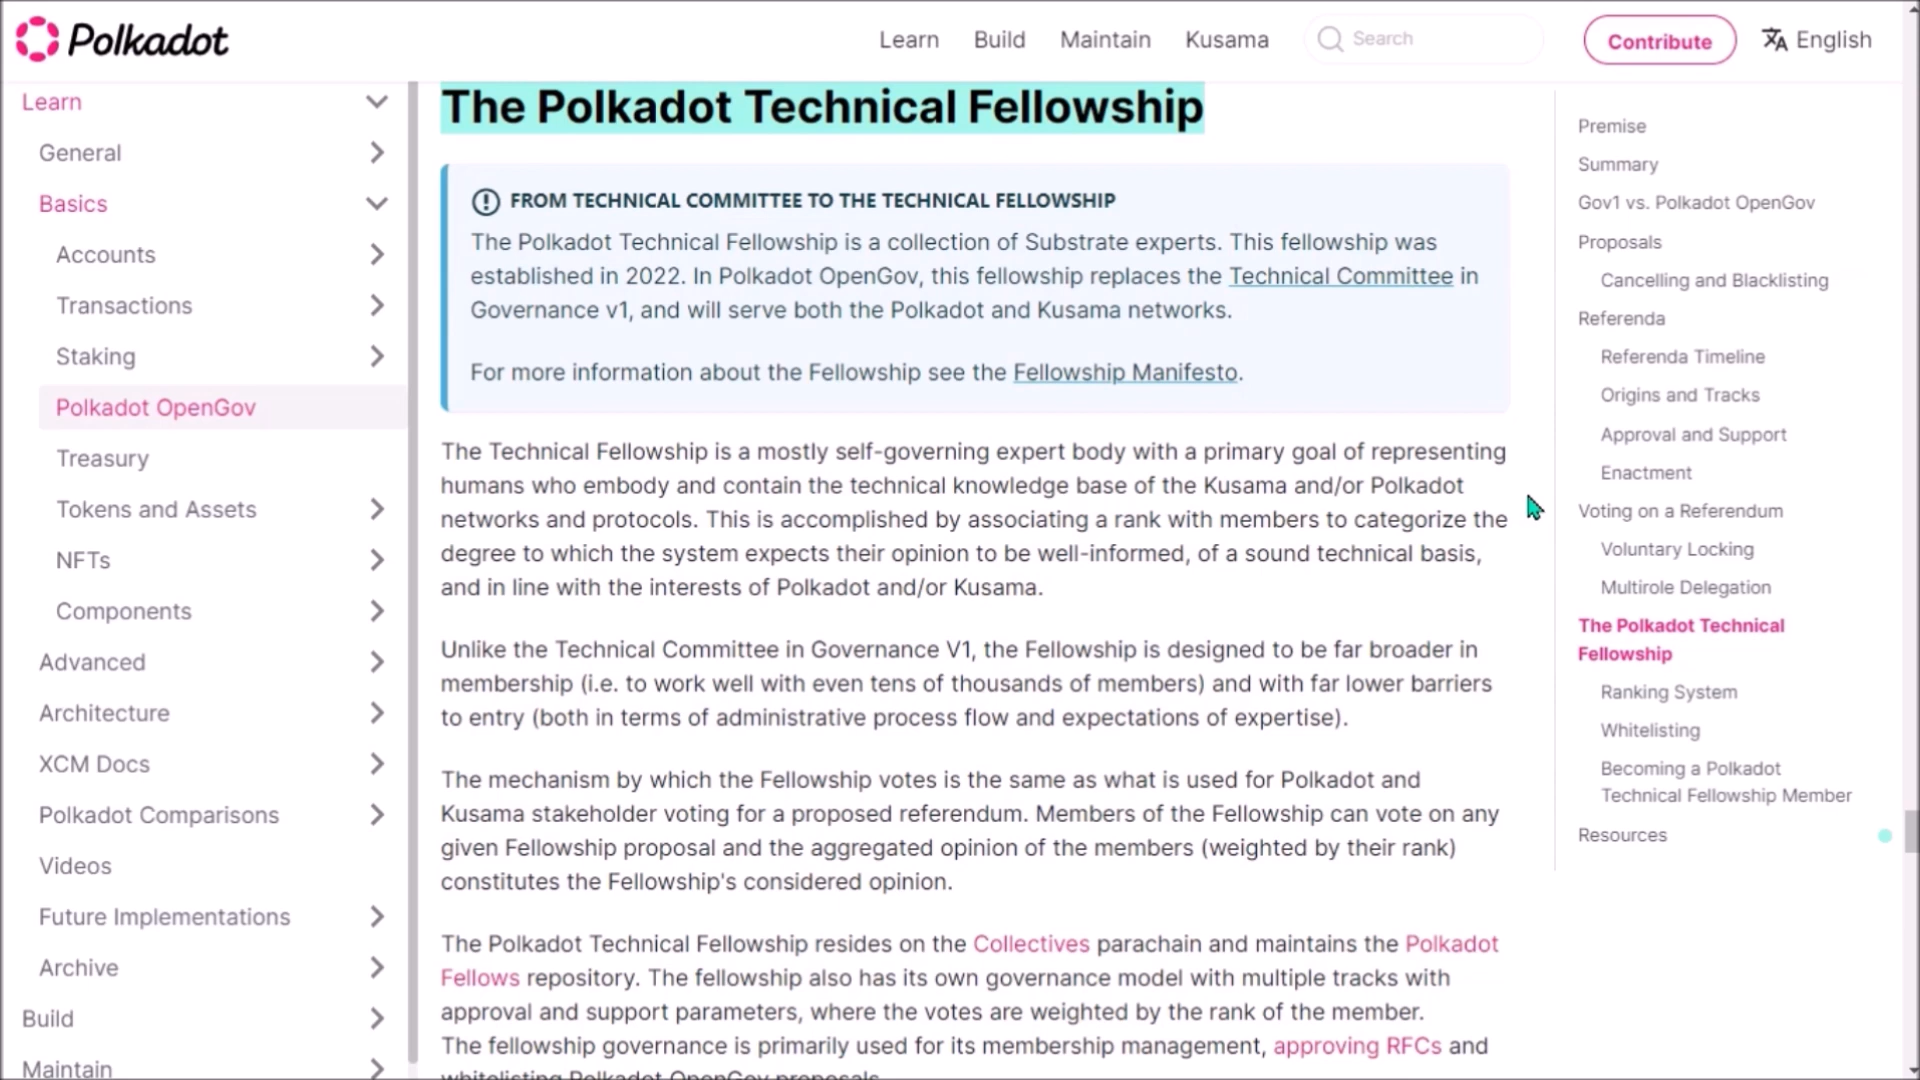 Polkadot
Learn
Build
Maintain
Kusama
Search
Contribute
English
Learn
General
Basics
Accounts
Transactions
Staking
Polkadot OpenGov
Treasury
Tokens and Assets
NFTs
Components
Advanced
Architecture
XCM Docs
Polkadot Comparisons
Videos
Future Implementations
Archive
Build
Maintain
The Polkadot Technical Fellowship
FROM TECHNICAL COMMITTEE TO THE TECHNICAL FELLOWSHIP
The Polkadot Technical Fellowship is a collection of Substrate experts. This fellowship was
established in 2022. In Polkadot OpenGov, this fellowship replaces the Technical Committee in
Governance v1, and will serve both the Polkadot and Kusama networks.
For more information about the Fellowship see the Fellowship Manifesto.
The Technical Fellowship is a mostly self-governing expert body with a primary goal of representing
humans who embody and contain the technical knowledge base of the Kusama and/or Polkadot
networks and protocols. This is accomplished by associating a rank with members to categorize the
degree to which the system expects their opinion to be well-informed, of a sound technical basis,
and in line with the interests of Polkadot and/or Kusama.
Unlike the Technical Committee in Governance V1, the Fellowship is designed to be far broader in
membership (i.e. to work well with even tens of thousands of members) and with far lower barriers
to entry (both in terms of administrative process flow and expectations of expertise).
The mechanism by which the Fellowship votes is the same as what is used for Polkadot and
Kusama stakeholder voting for a proposed referendum. Members of the Fellowship can vote on any
given Fellowship proposal and the aggregated opinion of the members (weighted by their rank)
constitutes the Fellowship's considered opinion.
The Polkadot Technical Fellowship resides on the Collectives parachain and maintains the Polkadot
Fellows repository. The fellowship also has its own governance model with multiple tracks with
approval and support parameters, where the votes are weighted by the rank of the member.
The fellowship governance is primarily used for its membership management, approving RFCs and
whitelisting Polkadot OpenGov proposals.
Premise
Summary
Gov1 vs. Polkadot OpenGov
Proposals
Cancelling and Blacklisting
Referenda
Referenda Timeline
Origins and Tracks
Approval and Support
Enactment
Voting on a Referendum
Voluntary Locking
Multirole Delegation
The Polkadot Technical
Fellowship
Ranking System
Whitelisting
Becoming a Polkadot
Technical Fellowship Member
Resources